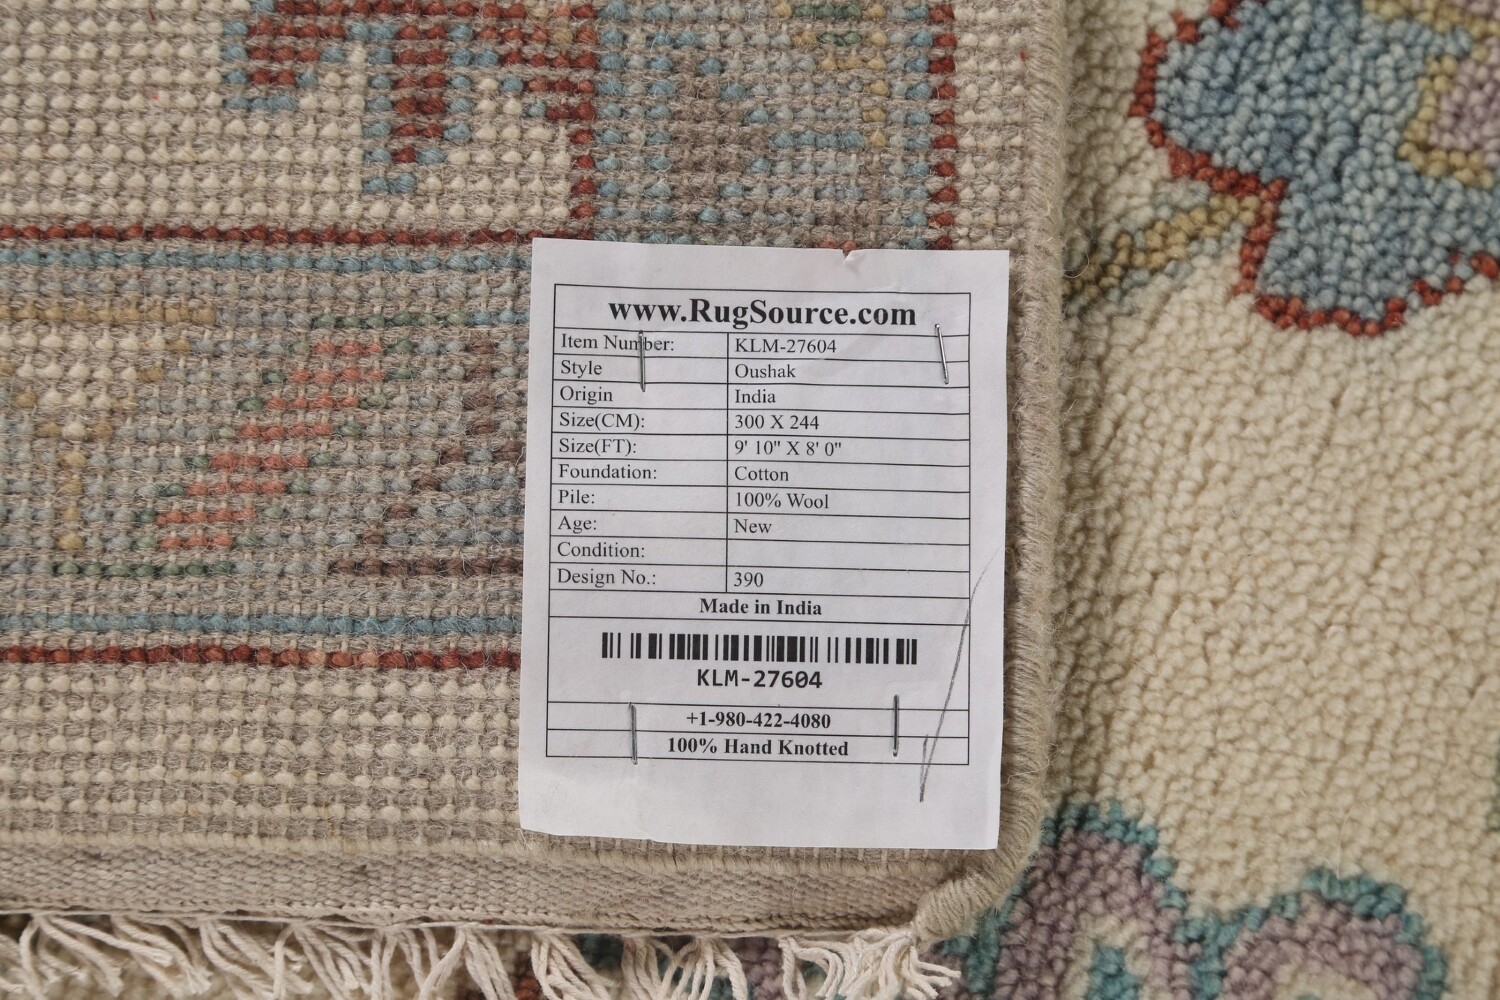 www.RugSource.com
Item Number: KLM-27604
Style Oushak
Origin India
Size(CM): 300 X 244
Size(FT): 9' 10" X 8' 0"
Foundation: Cotton
Pile: 100% Wool
Age: New
Condition:
Design No.: 390
Made in India
KLM-27604
+1-980-422-4080
100% Hand Knotted